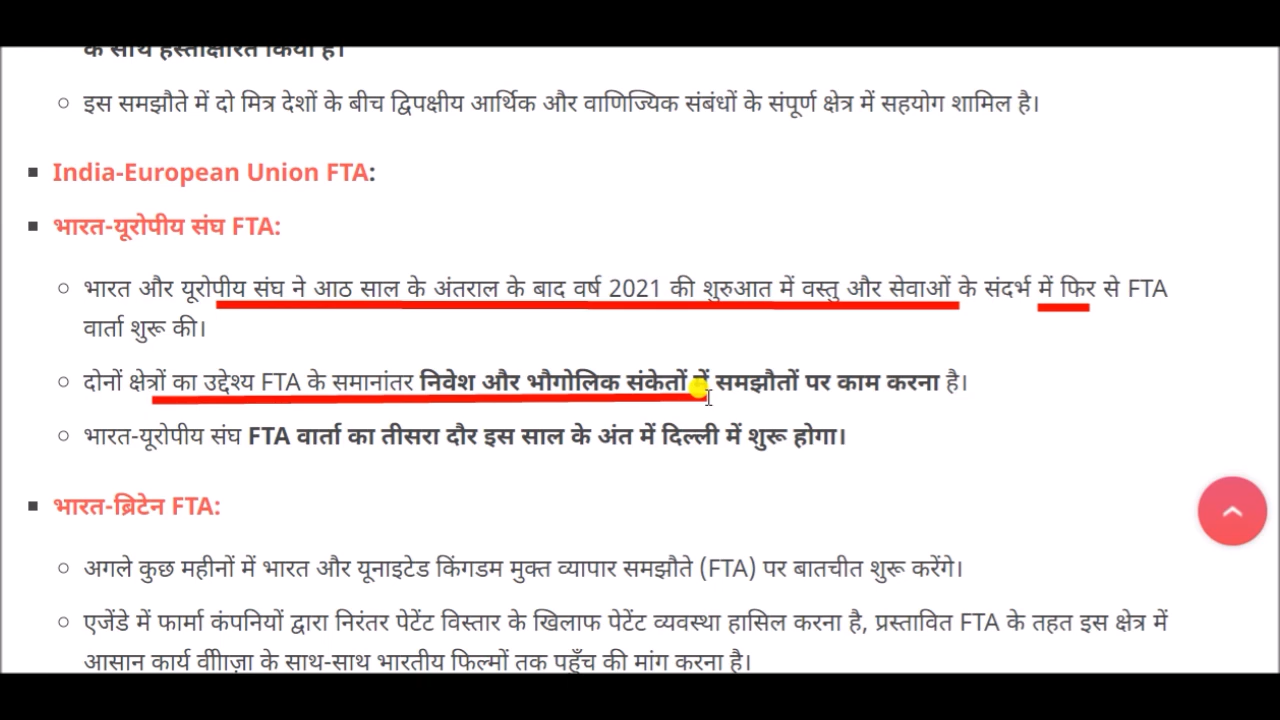 के साथ हस्ताक्षरित किया है।
इस समझौते में दो मित्र देशों के बीच द्विपक्षीय आर्थिक और वाणिज्यिक संबंधों के संपूर्ण क्षेत्र में सहयोग शामिल है।
India-European Union FTA:
भारत-यूरोपीय संघ FTA:
भारत और यूरोपीय संघ ने आठ साल के अंतराल के बाद वर्ष 2021 की शुरुआत में वस्तु और सेवाओं के संदर्भ में फिर से FTA
वार्ता शुरू की।
दोनों क्षेत्रों का उद्देश्य FTA के समानांतर निवेश और भौगोलिक संकेतों में समझौतों पर काम करना है।
भारत-यूरोपीय संघ FTA वार्ता का तीसरा दौर इस साल के अंत में दिल्ली में शुरू होगा।
भारत-ब्रिटेन FTA:
अगले कुछ महीनों में भारत और यूनाइटेड किंगडम मुक्त व्यापार समझौते (FTA) पर बातचीत शुरू करेंगे।
एजेंडे में फार्मा कंपनियों द्वारा निरंतर पेटेंट विस्तार के खिलाफ पेटेंट व्यवस्था हासिल करना है, प्रस्तावित FTA के तहत इस क्षेत्र में
आसान कार्य वीीाज़ा के साथ-साथ भारतीय फिल्मों तक पहुँच की मांग करना है।